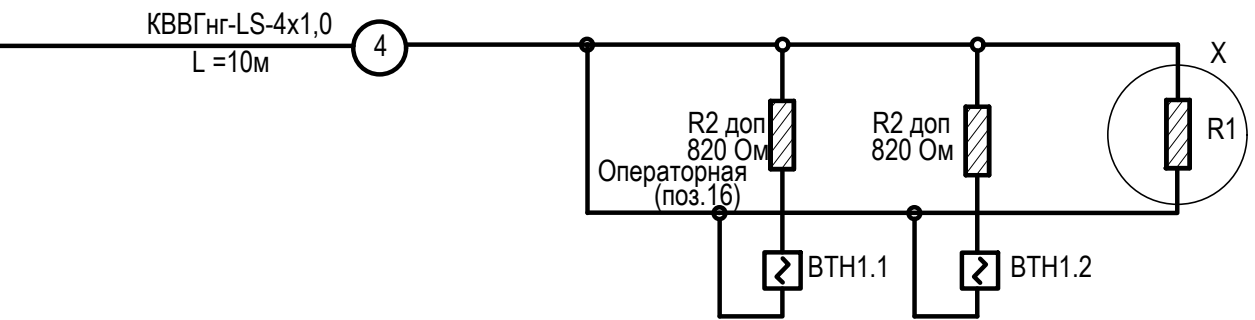 КВВГнг-LS-4х1,0
L =10м
4
X
R2 доп
820 Ом
R2 доп
820 Ом
R1
Операторная
(поз.16)
BTH1.1
BTH1.2